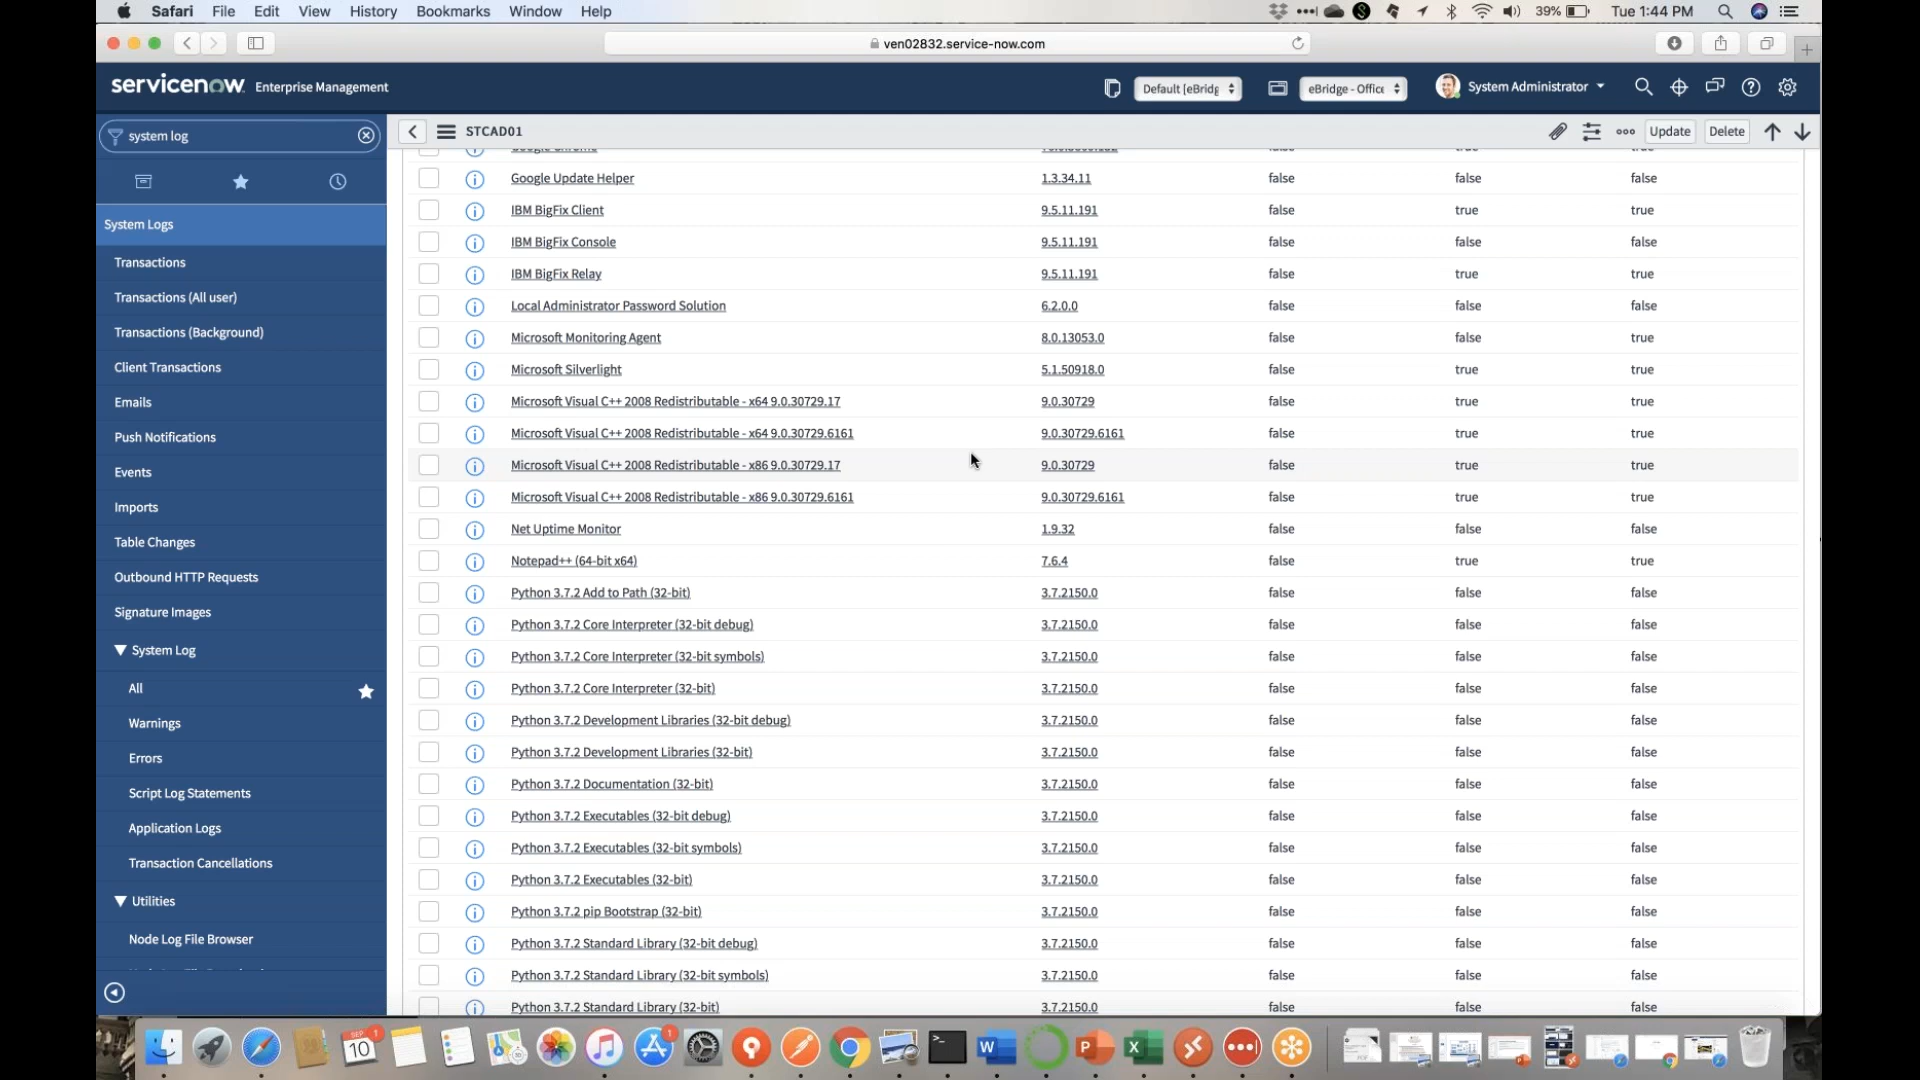 Safari File Edit View History Bookmarks Window Help 39% Tue 1:44 PM
ven02832.service-now.com
servicenow Enterprise Management Default [eBridg eBridge - Office System Administrator
system log
STCAD01 Update Delete
System Logs
Transactions
Transactions (All user)
Transactions (Background)
Client Transactions
Emails
Push Notifications
Events
Imports
Table Changes
Outbound HTTP Requests
Signature Images
System Log
All
Warnings
Errors
Script Log Statements
Application Logs
Transaction Cancellations
Utilities
Node Log File Browser
Google Chrome false true true
Google Update Helper 1.3.34.11 false false false
IBM BigFix Client 9.5.11.191 false true true
IBM BigFix Console 9.5.11.191 false false false
IBM BigFix Relay 9.5.11.191 false true true
Local Administrator Password Solution 6.2.0.0 false false false
Microsoft Monitoring Agent 8.0.13053.0 false false true
Microsoft Silverlight 5.1.50918.0 false true true
Microsoft Visual C++ 2008 Redistributable - x64 9.0.30729.17 9.0.30729 false true true
Microsoft Visual C++ 2008 Redistributable - x64 9.0.30729.6161 9.0.30729.6161 false true true
Microsoft Visual C++ 2008 Redistributable - x86 9.0.30729.17 9.0.30729 false true true
Microsoft Visual C++ 2008 Redistributable - x86 9.0.30729.6161 9.0.30729.6161 false true true
Net Uptime Monitor 1.9.32 false false false
Notepad++ (64-bit x64) 7.6.4 false true true
Python 3.7.2 Add to Path (32-bit) 3.7.2150.0 false false false
Python 3.7.2 Core Interpreter (32-bit debug) 3.7.2150.0 false false false
Python 3.7.2 Core Interpreter (32-bit symbols) 3.7.2150.0 false false false
Python 3.7.2 Core Interpreter (32-bit) 3.7.2150.0 false false false
Python 3.7.2 Development Libraries (32-bit debug) 3.7.2150.0 false false false
Python 3.7.2 Development Libraries (32-bit) 3.7.2150.0 false false false
Python 3.7.2 Documentation (32-bit) 3.7.2150.0 false false false
Python 3.7.2 Executables (32-bit debug) 3.7.2150.0 false false false
Python 3.7.2 Executables (32-bit symbols) 3.7.2150.0 false false false
Python 3.7.2 Executables (32-bit) 3.7.2150.0 false false false
Python 3.7.2 pip Bootstrap (32-bit) 3.7.2150.0 false false false
Python 3.7.2 Standard Library (32-bit debug) 3.7.2150.0 false false false
Python 3.7.2 Standard Library (32-bit symbols) 3.7.2150.0 false false false
Python 3.7.2 Standard Library (32-bit) 3.7.2150.0 false false false
SEP 10 1 1 W P X